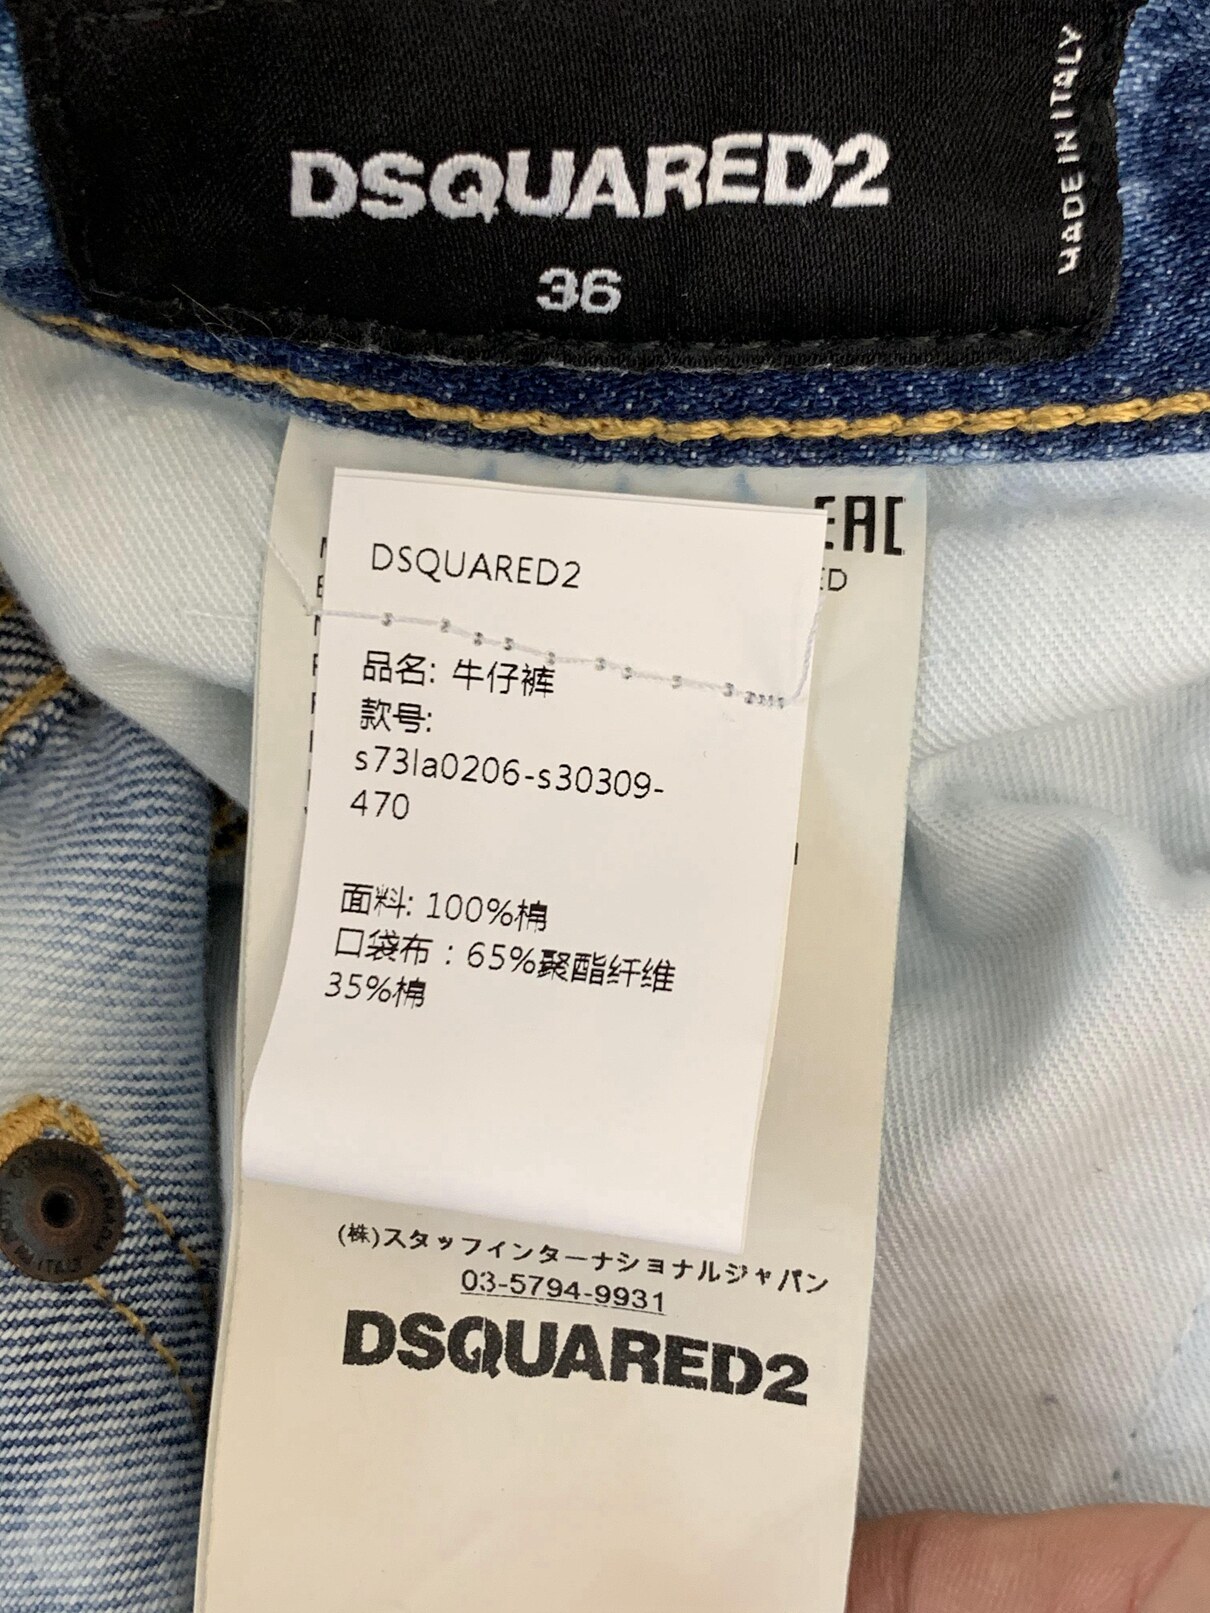 DSQUARED2
36
MADE IN ITALY
EAC
DSQUARED2
品名: 牛仔裤
款号:
s73la0206-s30309-
470
面料: 100%棉
口袋布：65%聚酯纤维
35%棉
(株)スタッフインターナショナルジャパン
03-5794-9931
DSQUARED2